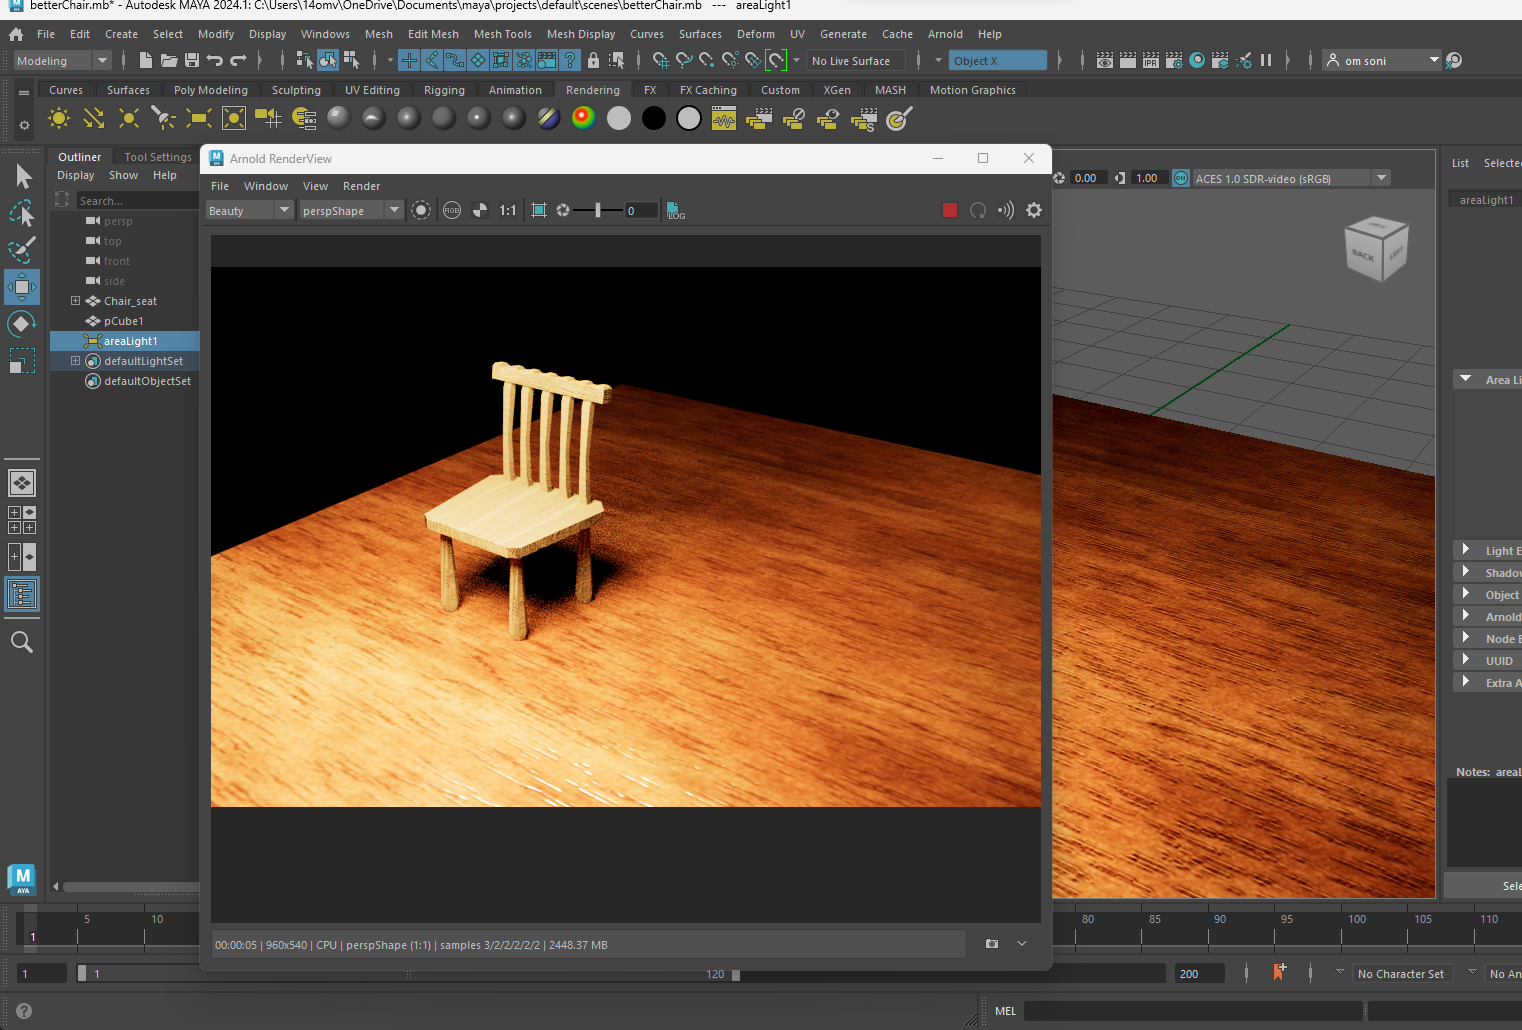 betterChair.mb* - Autodesk MAYA 2024.1: C:\Users\14omv\OneDrive\Documents\maya\projects\default\scenes\betterChair.mb --- areaLight1
File Edit Create Select Modify Display Windows Mesh Edit Mesh Mesh Tools Mesh Display Curves Surfaces Deform UV Generate Cache Arnold Help
Modeling No Live Surface Object X IPR om soni
Curves Surfaces Poly Modeling Sculpting UV Editing Rigging Animation Rendering FX FX Caching Custom XGen MASH Motion Graphics
Outliner Tool Settings
Display Show Help
Search...
persp
top
front
side
Chair_seat
pCube1
areaLight1
defaultLightSet
defaultObjectSet
M Arnold RenderView
File Window View Render
Beauty perspShape RGB 1:1 0 LOG
00:00:05 | 960x540 | CPU | perspShape (1:1) | samples 3/2/2/2/2/2 | 2448.37 MB
0.00 1.00 ON ACES 1.0 SDR-video (sRGB)
BACK LEFT
List Selected
areaLight1
Area Li
Light E
Shadow
Object
Arnold
Node B
UUID
Extra A
Notes: areaL
Sele
M
AYA
5 10 80 85 90 95 100 105 110
1
1 1 120 200 No Character Set No An
MEL